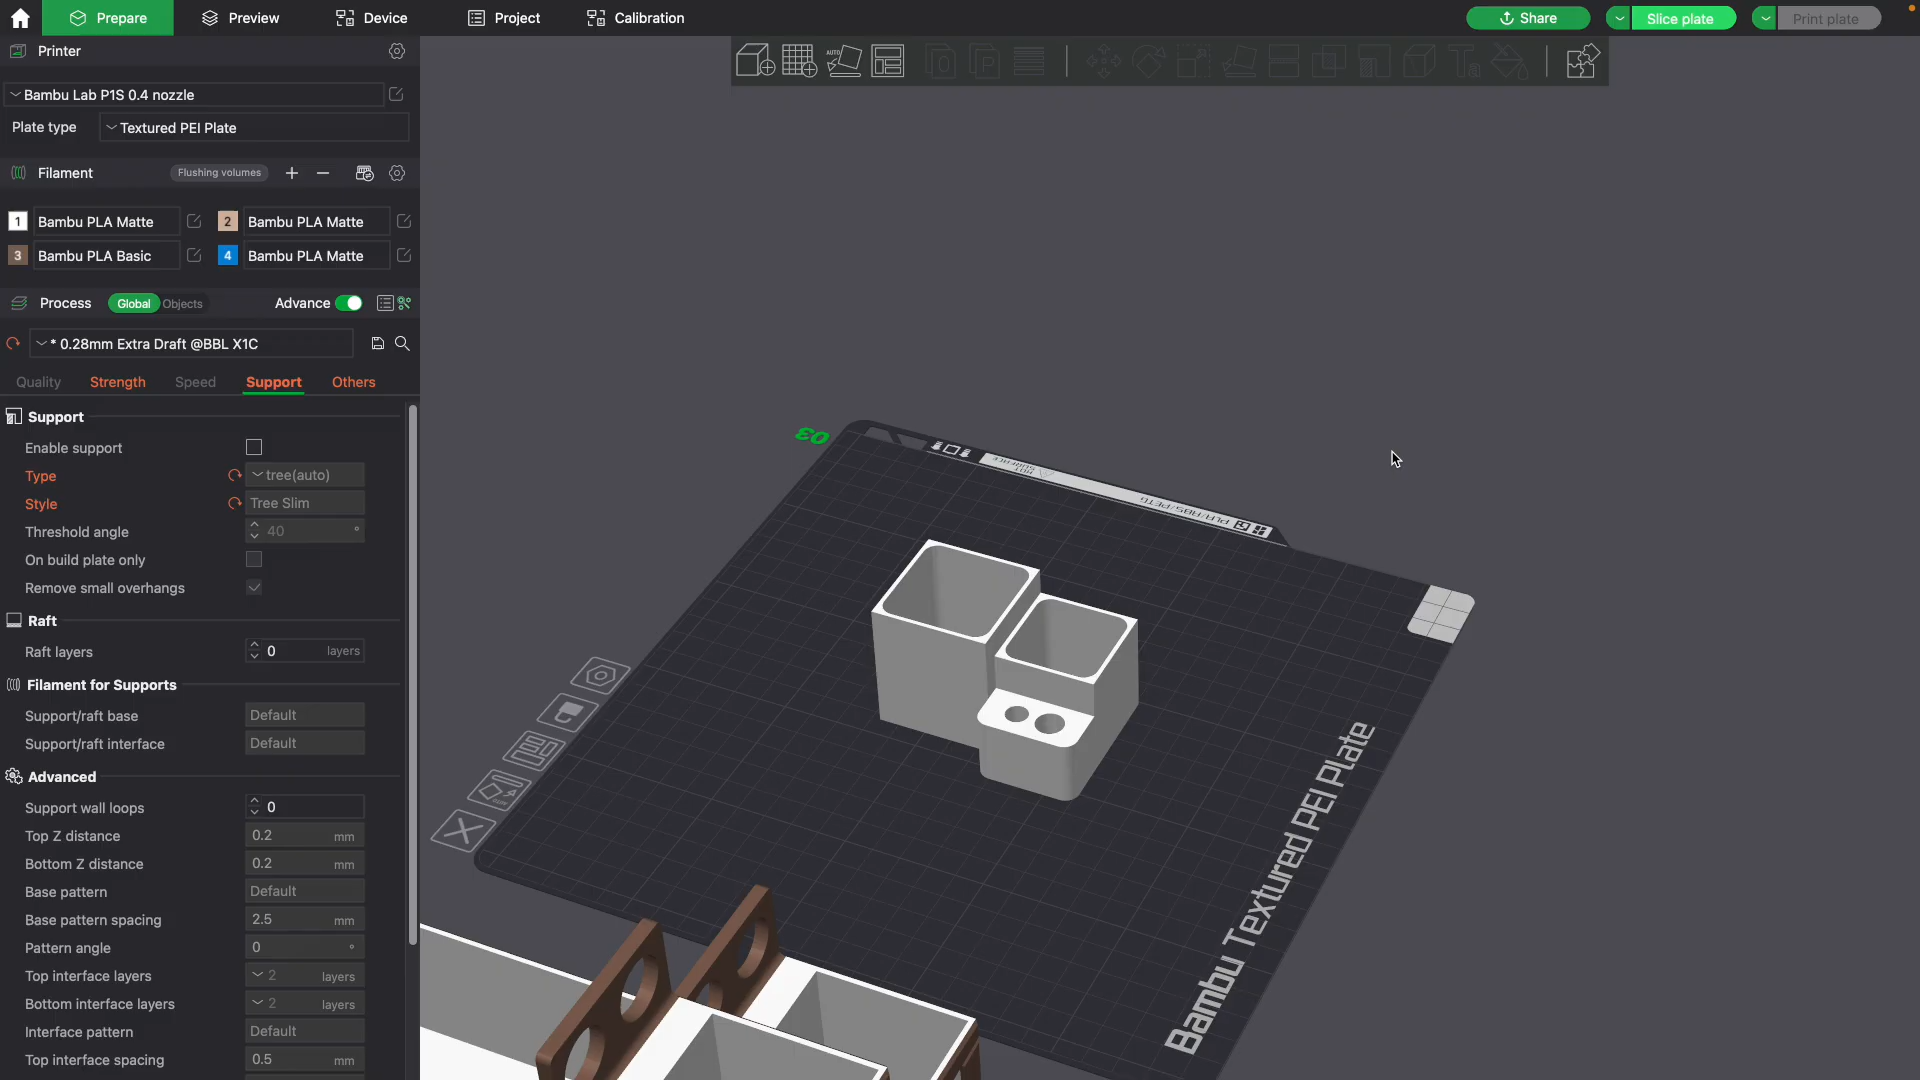 Prepare
Preview
Device
Project
Calibration
Share
Slice plate
Print plate
Printer
Bambu Lab P1S 0.4 nozzle
Plate type
Textured PEI Plate
Filament
Flushing volumes
1 Bambu PLA Matte
2 Bambu PLA Matte
3 Bambu PLA Basic
4 Bambu PLA Matte
Process
Global
Objects
Advance
* 0.28mm Extra Draft @BBL X1C
Quality
Strength
Speed
Support
Others
Support
Enable support
Type
tree(auto)
Style
Tree Slim
Threshold angle
40 °
On build plate only
Remove small overhangs
Raft
Raft layers
0 layers
Filament for Supports
Support/raft base
Default
Support/raft interface
Default
Advanced
Support wall loops
0
Top Z distance
0.2 mm
Bottom Z distance
0.2 mm
Base pattern
Default
Base pattern spacing
2.5 mm
Pattern angle
0 °
Top interface layers
2 layers
Bottom interface layers
2 layers
Interface pattern
Default
Top interface spacing
0.5 mm
AUTO
03
HOT SURFACE
PLA/ABS/PETG
Bambu Textured PEI Plate